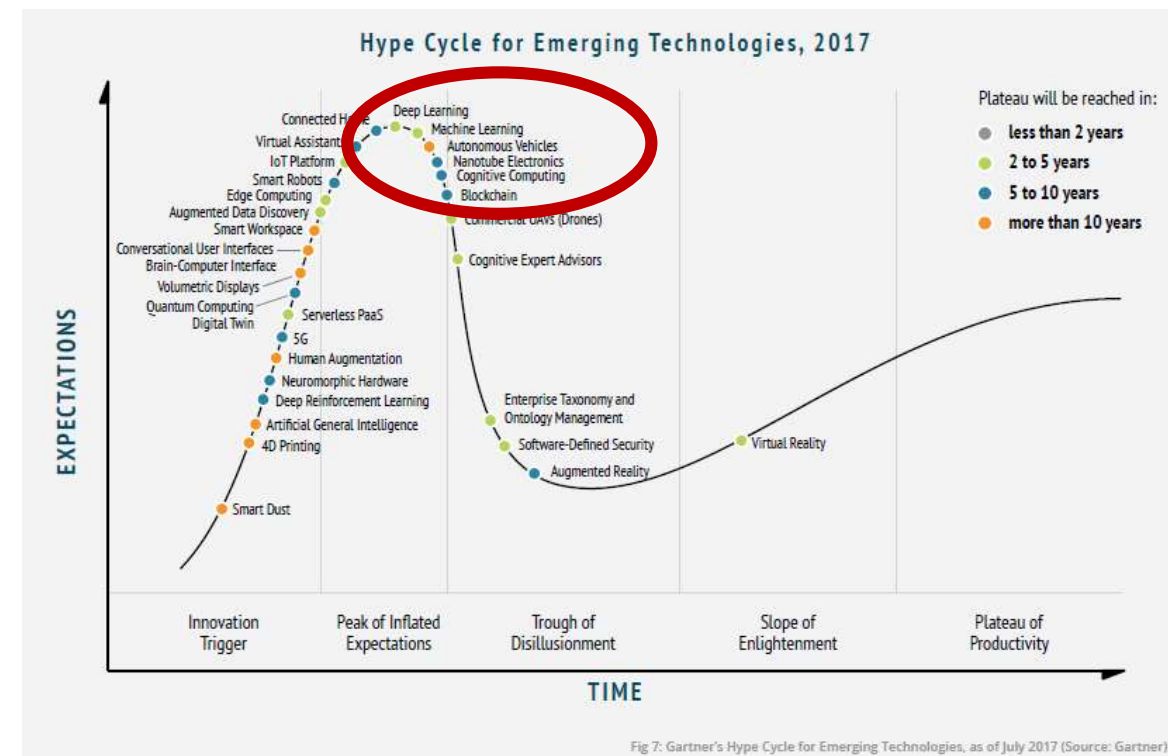 Hype Cycle for Emerging Technologies, 2017
Plateau will be reached in:
less than 2 years
2 to 5 years
5 to 10 years
more than 10 years
EXPECTATIONS
Deep Learning
Connected Home
Machine Learning
Virtual Assistants
Autonomous Vehicles
IoT Platform
Nanotube Electronics
Smart Robots
Cognitive Computing
Edge Computing
Blockchain
Augmented Data Discovery
Commercial UAVs (Drones)
Smart Workspace
Conversational User Interfaces
Cognitive Expert Advisors
Brain-Computer Interface
Volumetric Displays
Quantum Computing
Serverless PaaS
Digital Twin
5G
Human Augmentation
Neuromorphic Hardware
Deep Reinforcement Learning
Enterprise Taxonomy and
Ontology Management
Artificial General Intelligence
4D Printing
Software-Defined Security
Virtual Reality
Augmented Reality
Smart Dust
Innovation
Trigger
Peak of Inflated
Expectations
Trough of
Disillusionment
Slope of
Enlightenment
Plateau of
Productivity
TIME
Fig 7: Gartner's Hype Cycle for Emerging Technologies, as of July 2017 (Source: Gartner)